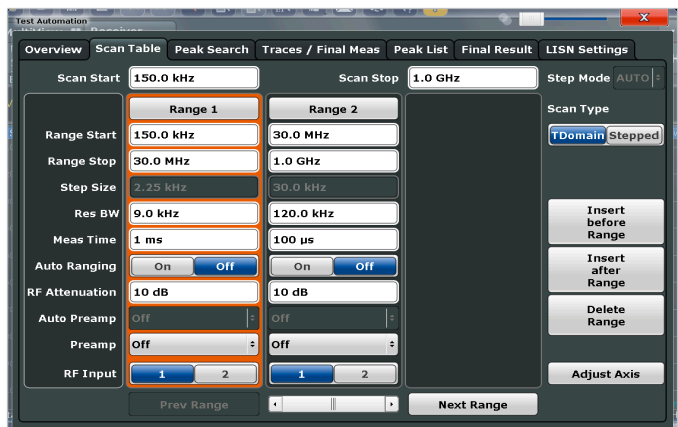 Test Automation
Overview Scan Table Peak Search Traces / Final Meas Peak List Final Result LISN Settings
Scan Start 150.0 kHz Scan Stop 1.0 GHz Step Mode AUTO
Range 1 Range 2 Scan Type
Range Start 150.0 kHz 30.0 MHz TDomain Stepped
Range Stop 30.0 MHz 1.0 GHz
Step Size 2.25 kHz 30.0 kHz
Res BW 9.0 kHz 120.0 kHz Insert before Range
Meas Time 1 ms 100 µs
Auto Ranging On Off On Off Insert after Range
RF Attenuation 10 dB 10 dB
Auto Preamp Off Off Delete Range
Preamp Off Off
RF Input 1 2 1 2 Adjust Axis
Prev Range Next Range